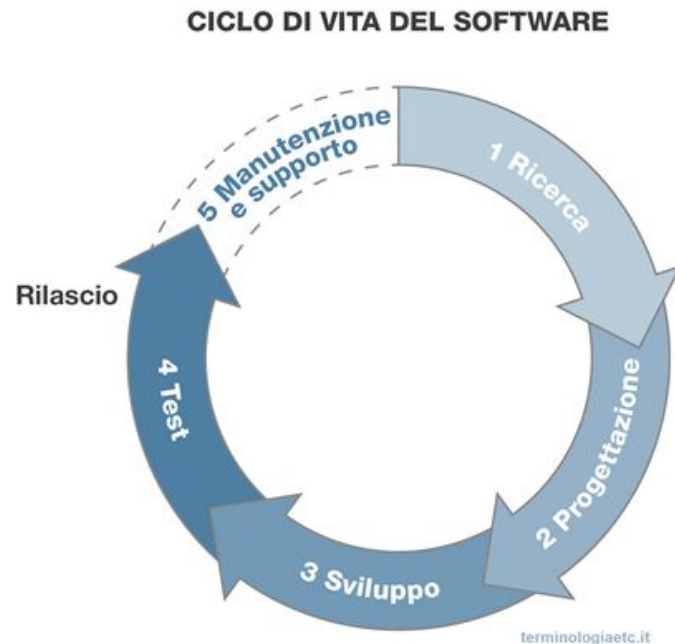 CICLO DI VITA DEL SOFTWARE
1 Ricerca
2 Progettazione
3 Sviluppo
4 Test
Rilascio
5 Manutenzione
e supporto
terminologiaetc.it